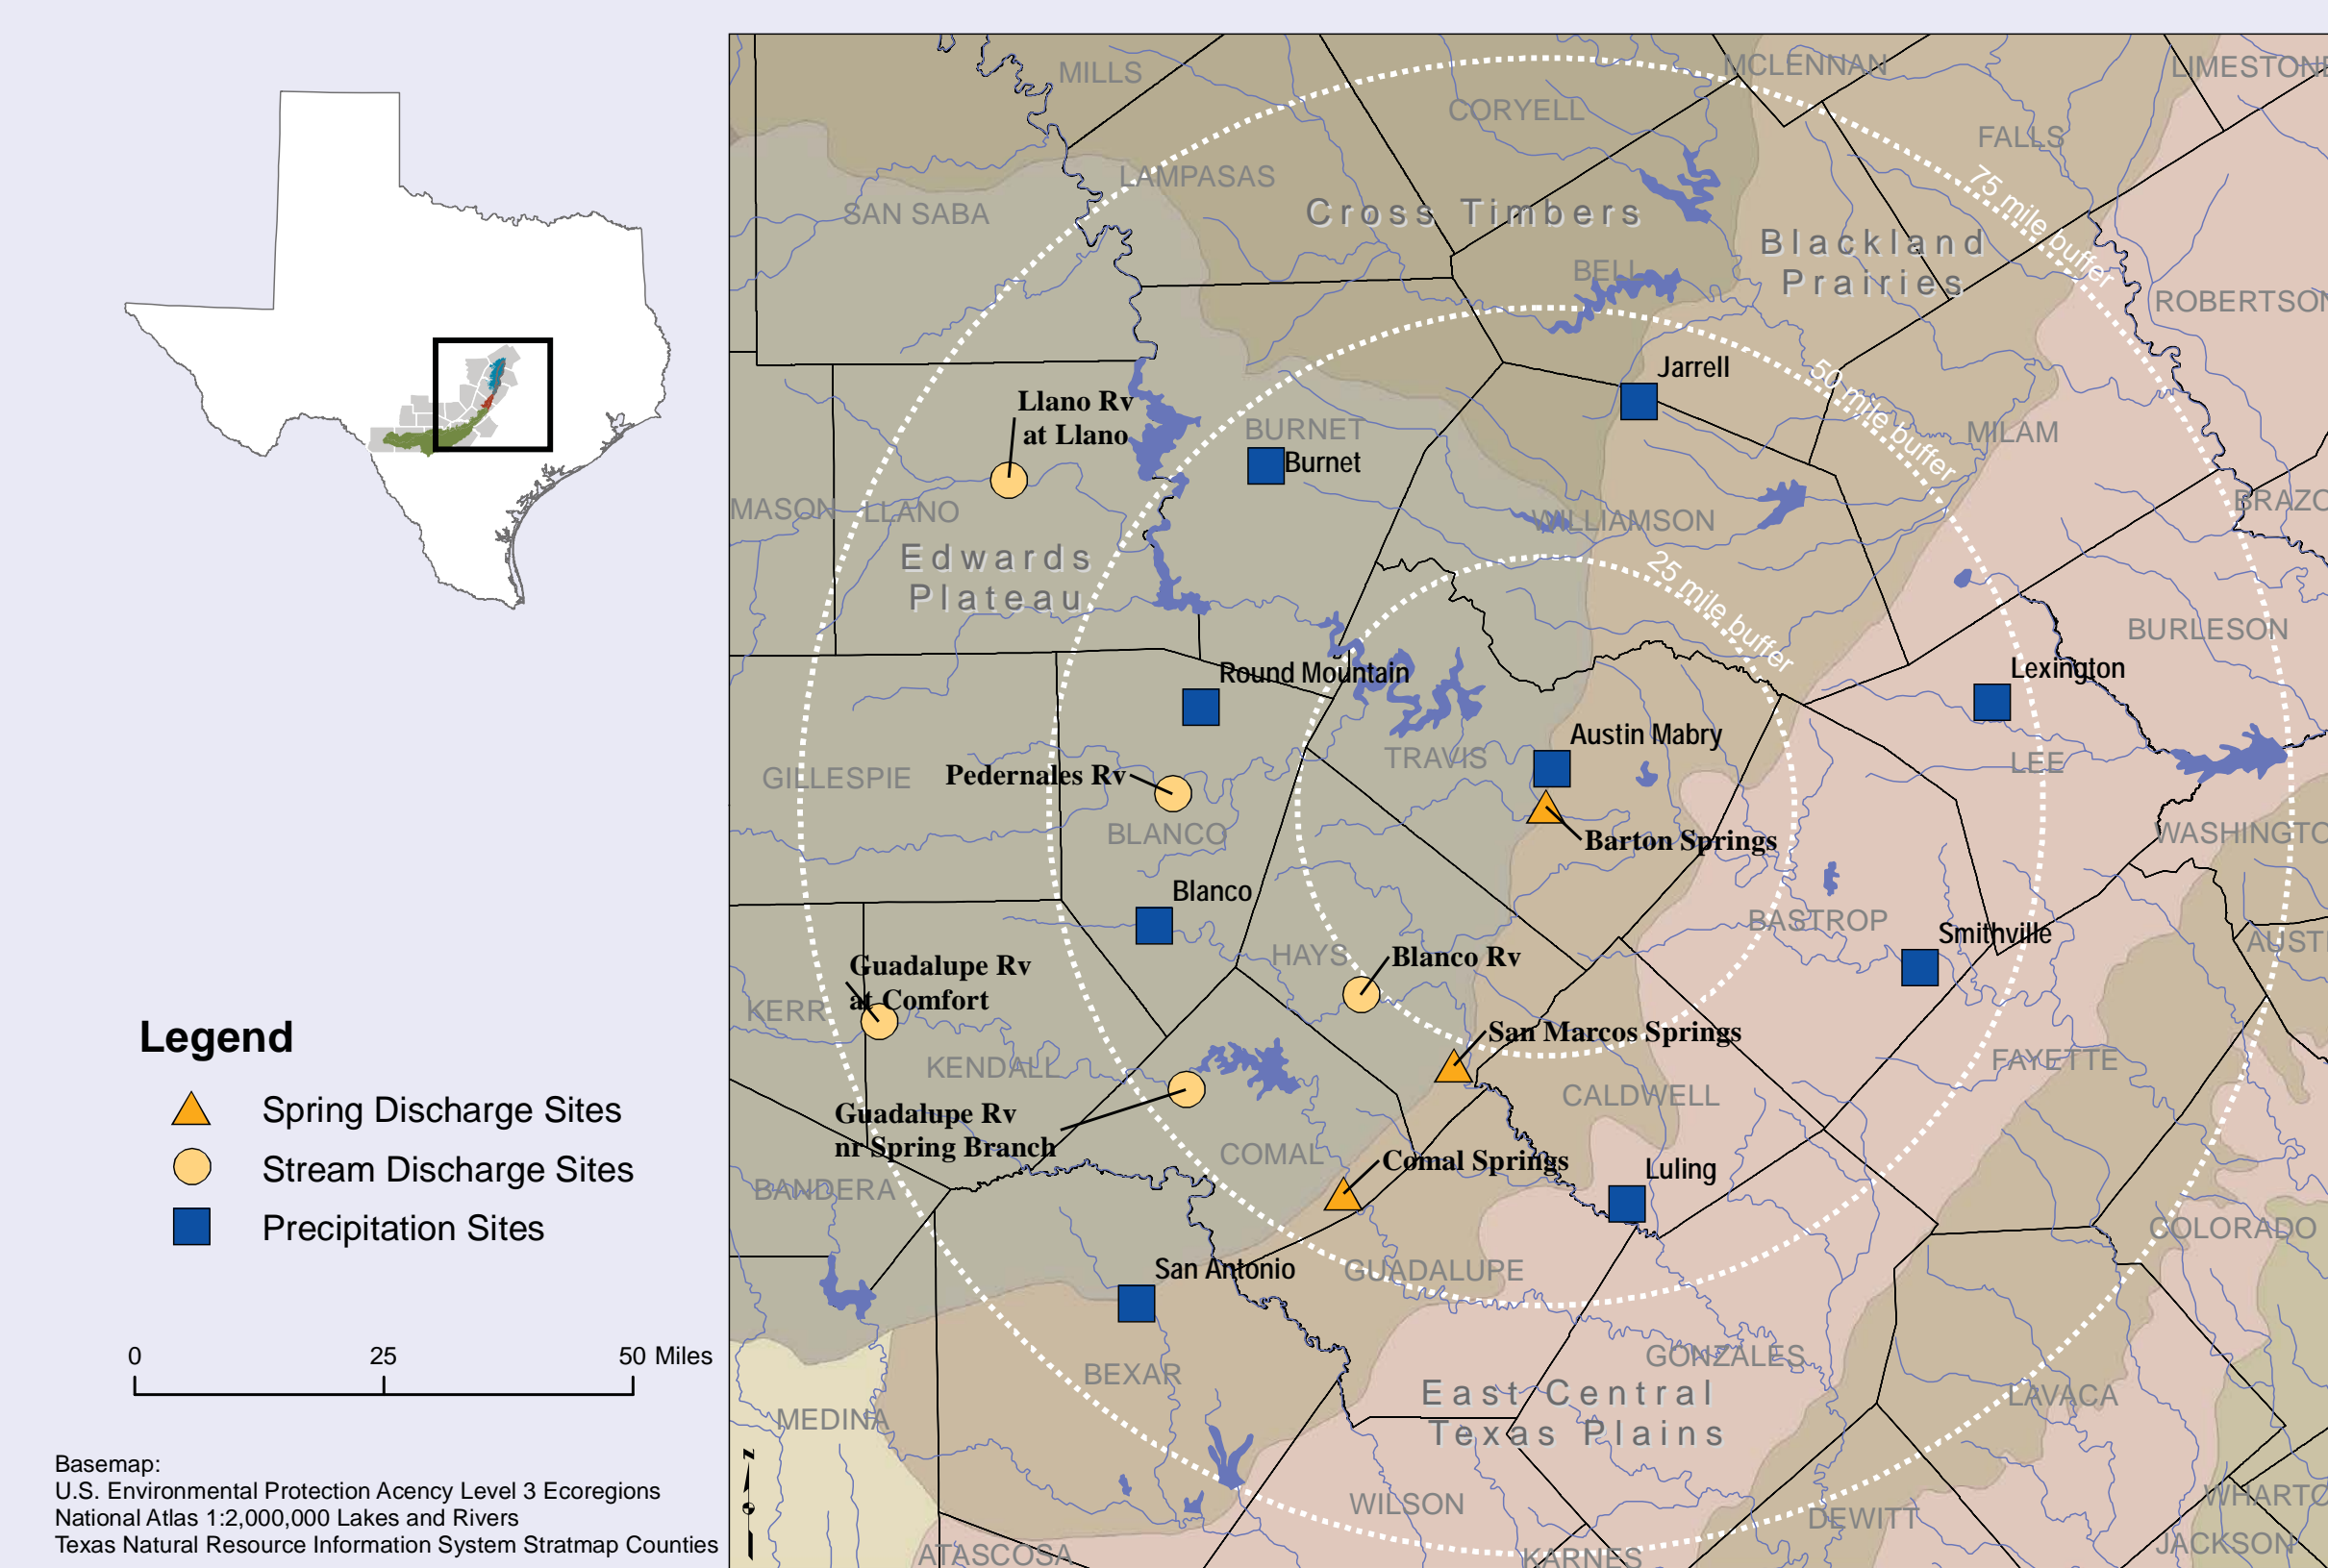 MILLS
MCLENNAN
LIMESTONE
CORYELL
FALLS
LAMPASAS
75 mile buffer
SAN SABA
Cross Timbers
Blackland
Prairies
BELL
ROBERTSON
Jarrell
50 mile buffer
Llano Rv
at Llano
BURNET
Burnet
MILAM
MASON
LLANO
WILLIAMSON
Edwards
Plateau
25 mile buffer
BURLESON
Round Mountain
Lexington
Austin Mabry
TRAVIS
LEE
GILLESPIE
Pedernales Rv
BLANCO
Barton Springs
Blanco
BASTROP
Smithville
HAYS
Blanco Rv
Guadalupe Rv
at Comfort
KERR
San Marcos Springs
KENDALL
FAYETTE
CALDWELL
Guadalupe Rv
nr Spring Branch
COMAL
Comal Springs
Luling
BANDERA
COLORADO
San Antonio
GUADALUPE
GONZALES
BEXAR
East Central
Texas Plains
LAVACA
MEDINA
WILSON
DEWITT
JACKSON
ATASCOSA
KARNES
Z
Legend
Spring Discharge Sites
Stream Discharge Sites
Precipitation Sites
0 25 50 Miles
Basemap:
U.S. Environmental Protection Acency Level 3 Ecoregions
National Atlas 1:2,000,000 Lakes and Rivers
Texas Natural Resource Information System Stratmap Counties